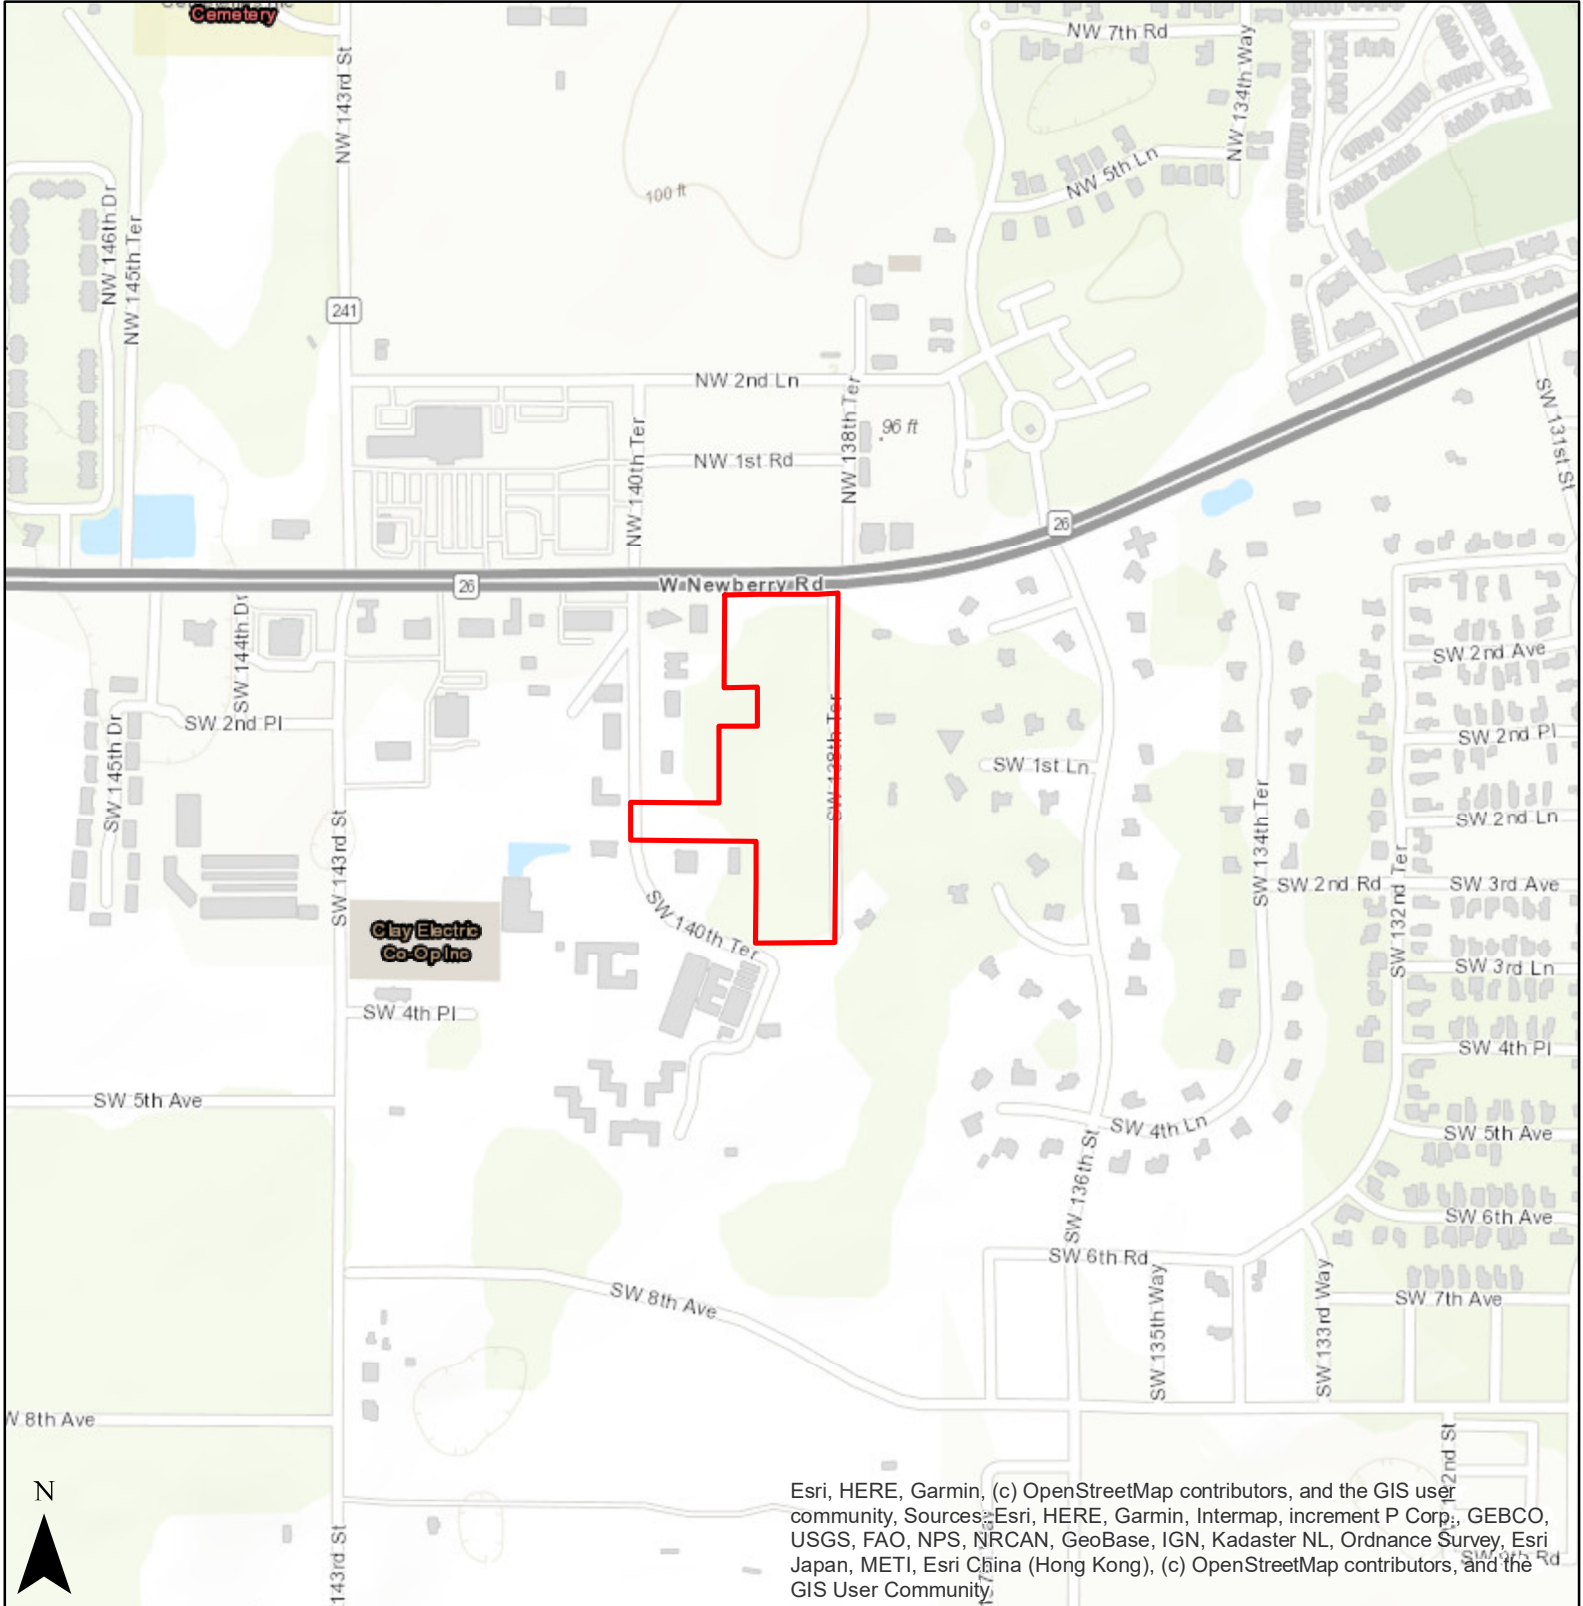 Cemetery
NW 7th Rd
NW 143rd St
NW 134th Way
NW 5th Ln
100 ft
NW 146th Dr
NW 145th Ter
241
NW 2nd Ln
NW 138th Ter
96 ft
SW 131st St
NW 140th Ter
NW 1st Rd
26
26
W Newberry Rd
SW 144th Dr
SW 2nd Ave
SW 2nd Pl
SW 145th Dr
SW 138th Ter
SW 2nd Pl
SW 1st Ln
SW 134th Ter
SW 2nd Ln
SW 143rd St
SW 132nd Ter
SW 2nd Rd
SW 3rd Ave
Clay Electric
Co-Op Inc
SW 140th Ter
SW 3rd Ln
SW 4th Pl
SW 4th Pl
SW 5th Ave
SW 4th Ln
SW 5th Ave
SW 136th St
SW 6th Ave
SW 6th Rd
SW 8th Ave
SW 135th Way
SW 133rd Way
SW 7th Ave
W 8th Ave
N
143rd St
SW 9th Rd
Esri, HERE, Garmin, (c) OpenStreetMap contributors, and the GIS user
community, Sources: Esri, HERE, Garmin, Intermap, increment P Corp., GEBCO,
USGS, FAO, NPS, NRCAN, GeoBase, IGN, Kadaster NL, Ordnance Survey, Esri
Japan, METI, Esri China (Hong Kong), (c) OpenStreetMap contributors, and the
GIS User Community